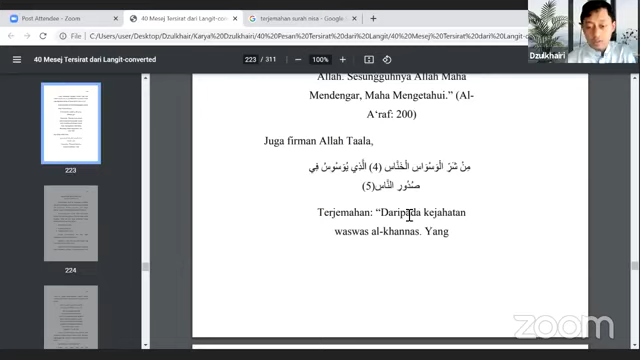 Post Attendee - Zoom
40 Mesej Tersirat dari Langit-con
terjemahan surah nisa - Google
C:/Users/user/Desktop/Dzulkhair/Karya%20Dzulkhairi/40%20Pesan%20Tersirat%20dari%20Langit/40%20Mesej%20Tersirat%20dari%20Langit-converted
40 Mesej Tersirat dari Langit-converted
223 / 311
100%
Dzulkhairi
Allah. Sesungguhnya Allah Maha
Mendengar, Maha Mengetahui.” (Al-
A‘raf: 200)
Juga firman Allah Taala,
مِنْ شَرِّ الْوَسْوَاسِ الْخَنَّاسِ (4) الَّذِي يُوَسْوِسُ فِي
صُدُورِ النَّاسِ(5)
Terjemahan: “Daripada kejahatan
waswas al-khannas. Yang
223
224
zoom